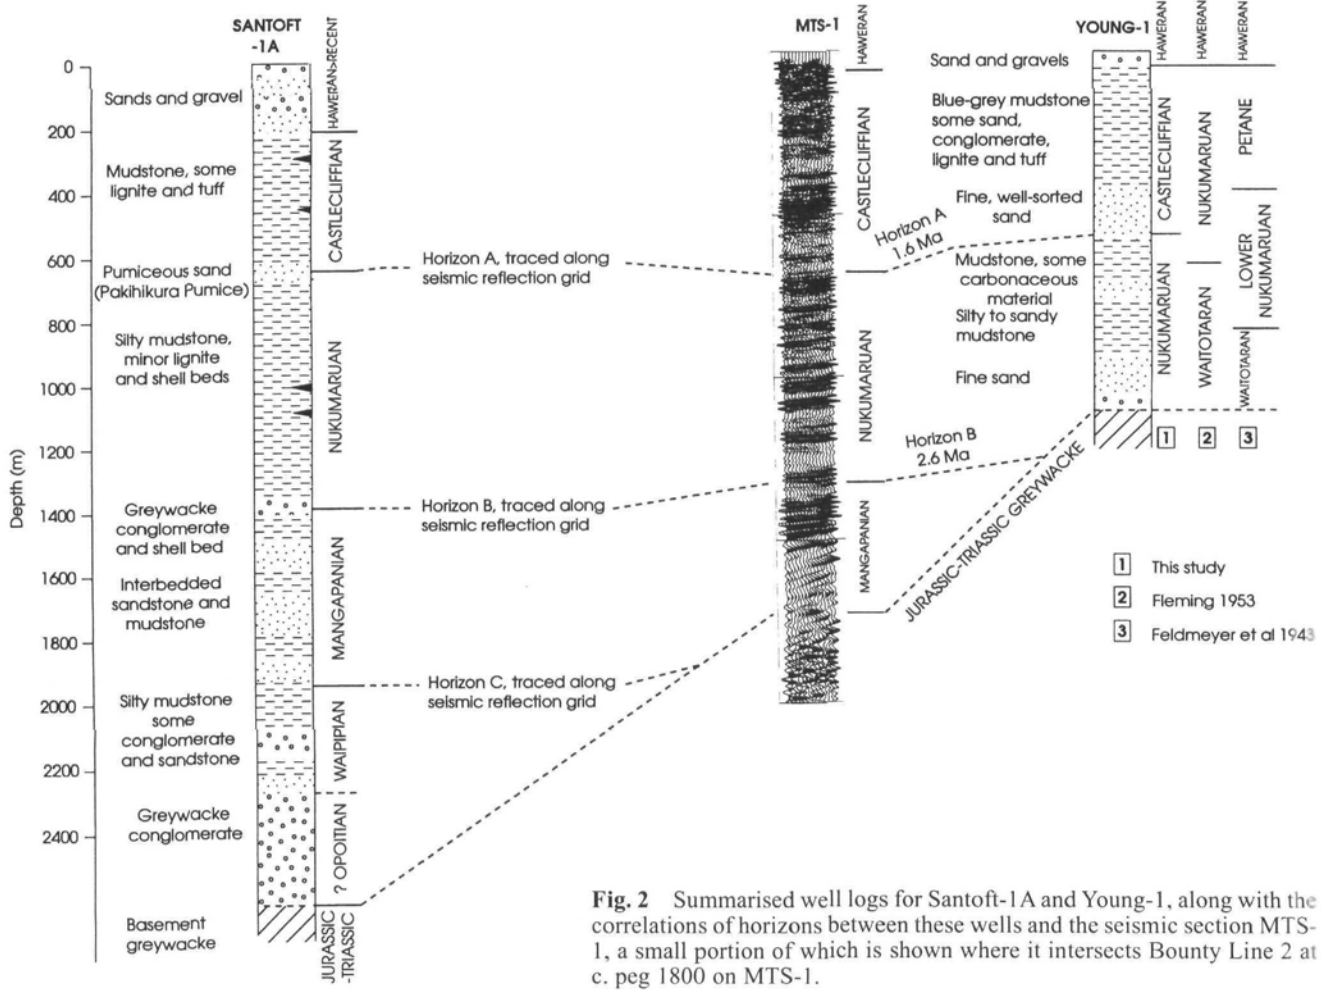 SANTOFT
-1A
HAWERAN>RECENT
MTS-1
HAWERAN
YOUNG-1
HAWERAN
HAWERAN
HAWERAN
Depth (m)
0
200
400
600
800
1000
1200
1400
1600
1800
2000
2200
2400
Sands and gravel
Mudstone, some
lignite and tuff
Pumiceous sand
(Pakihikura Pumice)
Silty mudstone,
minor lignite
and shell beds
Greywacke
conglomerate
and shell bed
Interbedded
sandstone and
mudstone
Silty mudstone
some
conglomerate
and sandstone
Greywacke
conglomerate
Basement
greywacke
CASTLECLIFFIAN
NUKUMARUAN
MANGAPANIAN
WAIPIPIAN
? OPOITIAN
JURASSIC
-TRIASSIC
Horizon A, traced along
seismic reflection grid
Horizon B, traced along
seismic reflection grid
Horizon C, traced along
seismic reflection grid
CASTLECLIFFIAN
NUKUMARUAN
MANGAPANIAN
Horizon A
1.6 Ma
Horizon B
2.6 Ma
JURASSIC-TRIASSIC GREYWACKE
Sand and gravels
Blue-grey mudstone
some sand,
conglomerate,
lignite and tuff
Fine, well-sorted
sand
Mudstone, some
carbonaceous
material
Silty to sandy
mudstone
Fine sand
CASTLECLIFFIAN
NUKUMARUAN
NUKUMARUAN
WAITOTARAN
PETANE
LOWER
NUKUMARUAN
WAITOTARAN
1
2
3
1 This study
2 Fleming 1953
3 Feldmeyer et al 1943
Fig. 2 Summarised well logs for Santoft-1A and Young-1, along with the
correlations of horizons between these wells and the seismic section MTS-
1, a small portion of which is shown where it intersects Bounty Line 2 at
c. peg 1800 on MTS-1.